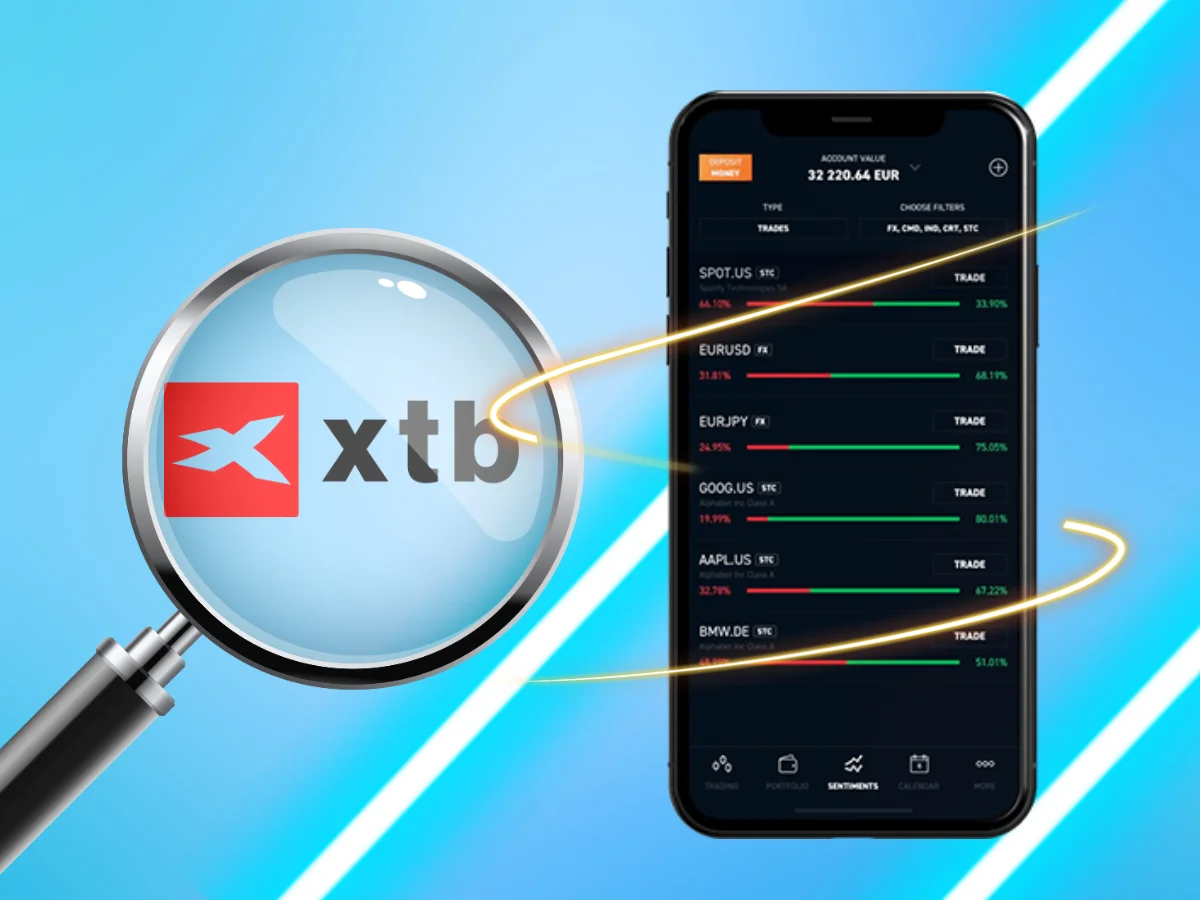 xtb
DEPOSIT
MONEY
ACCOUNT VALUE
32 220.64 EUR
TYPE
CHOOSE FILTERS
TRADES
FX, CMD, IND, CRT, STC
SPOT.US STC
TRADE
Spotify Technologies SA
66.10%
33.90%
EURUSD FX
TRADE
31.81%
68.19%
EURJPY FX
TRADE
24.95%
75.05%
GOOG.US STC
TRADE
Alphabet Inc Class A
19.99%
80.01%
AAPL.US STC
TRADE
Alphabet Inc Class A
32.78%
67.22%
BMW.DE STC
TRADE
Alphabet Inc Class A
51.01%
TRADING
PORTFOLIO
SENTIMENTS
CALENDAR
MORE